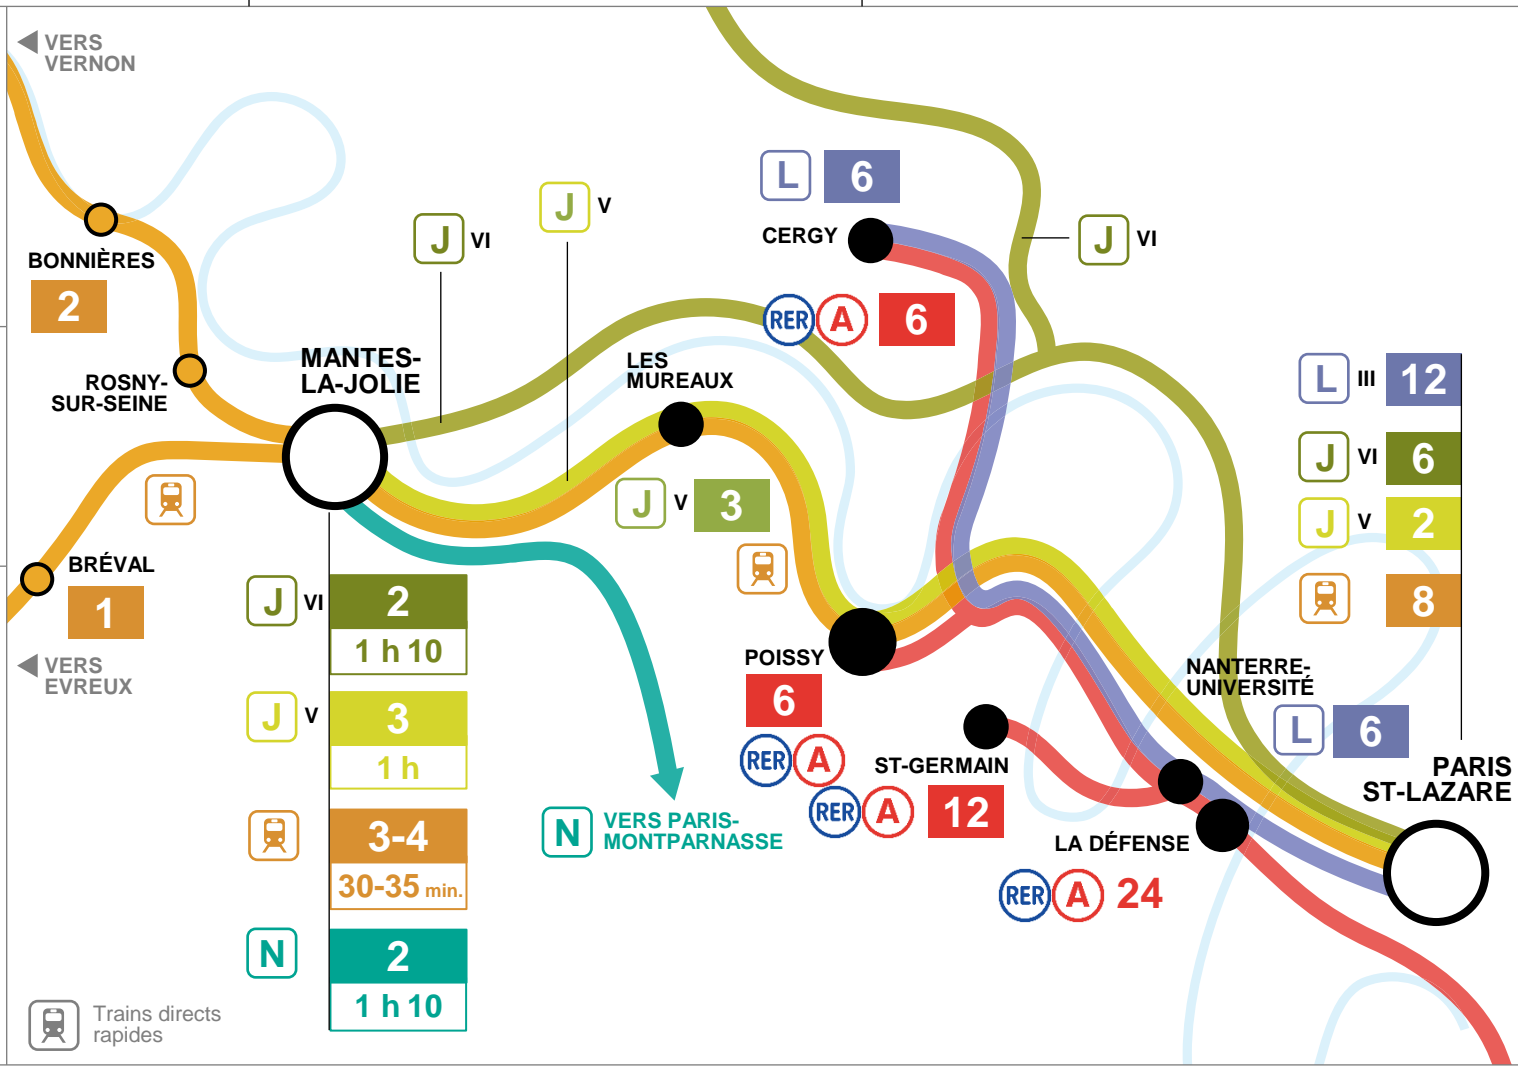 VERS
VERNON
BONNIÈRES
2
ROSNY-
SUR-SEINE
BRÉVAL
1
VERS
EVREUX
MANTES-
LA-JOLIE
J VI
J V
LES
MUREAUX
J V 3
L 6
CERGY
RER A 6
J VI
L III 12
J VI 6
J V 2
8
J VI 2
1 h 10
J V 3
1 h
3-4
30-35 min.
N 2
1 h 10
POISSY
6
RER A
ST-GERMAIN
RER A 12
NANTERRE-
UNIVERSITÉ
L 6
PARIS
ST-LAZARE
LA DÉFENSE
RER A 24
N VERS PARIS-
MONTPARNASSE
Trains directs
rapides